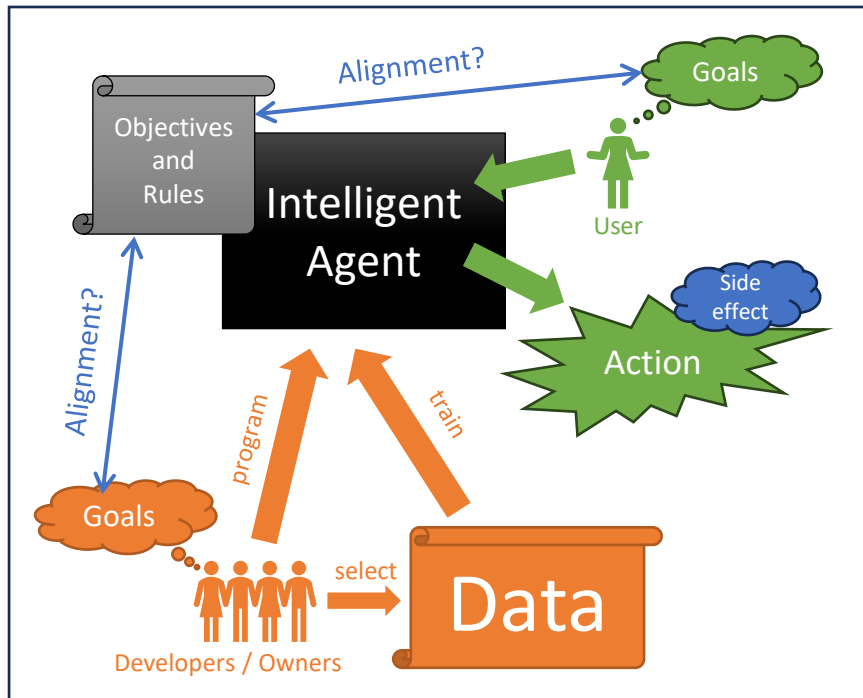 Alignment?
Goals
Objectives
and
Rules
Intelligent
Agent
User
Side
effect
Action
Alignment?
program
train
Goals
select
Data
Developers / Owners